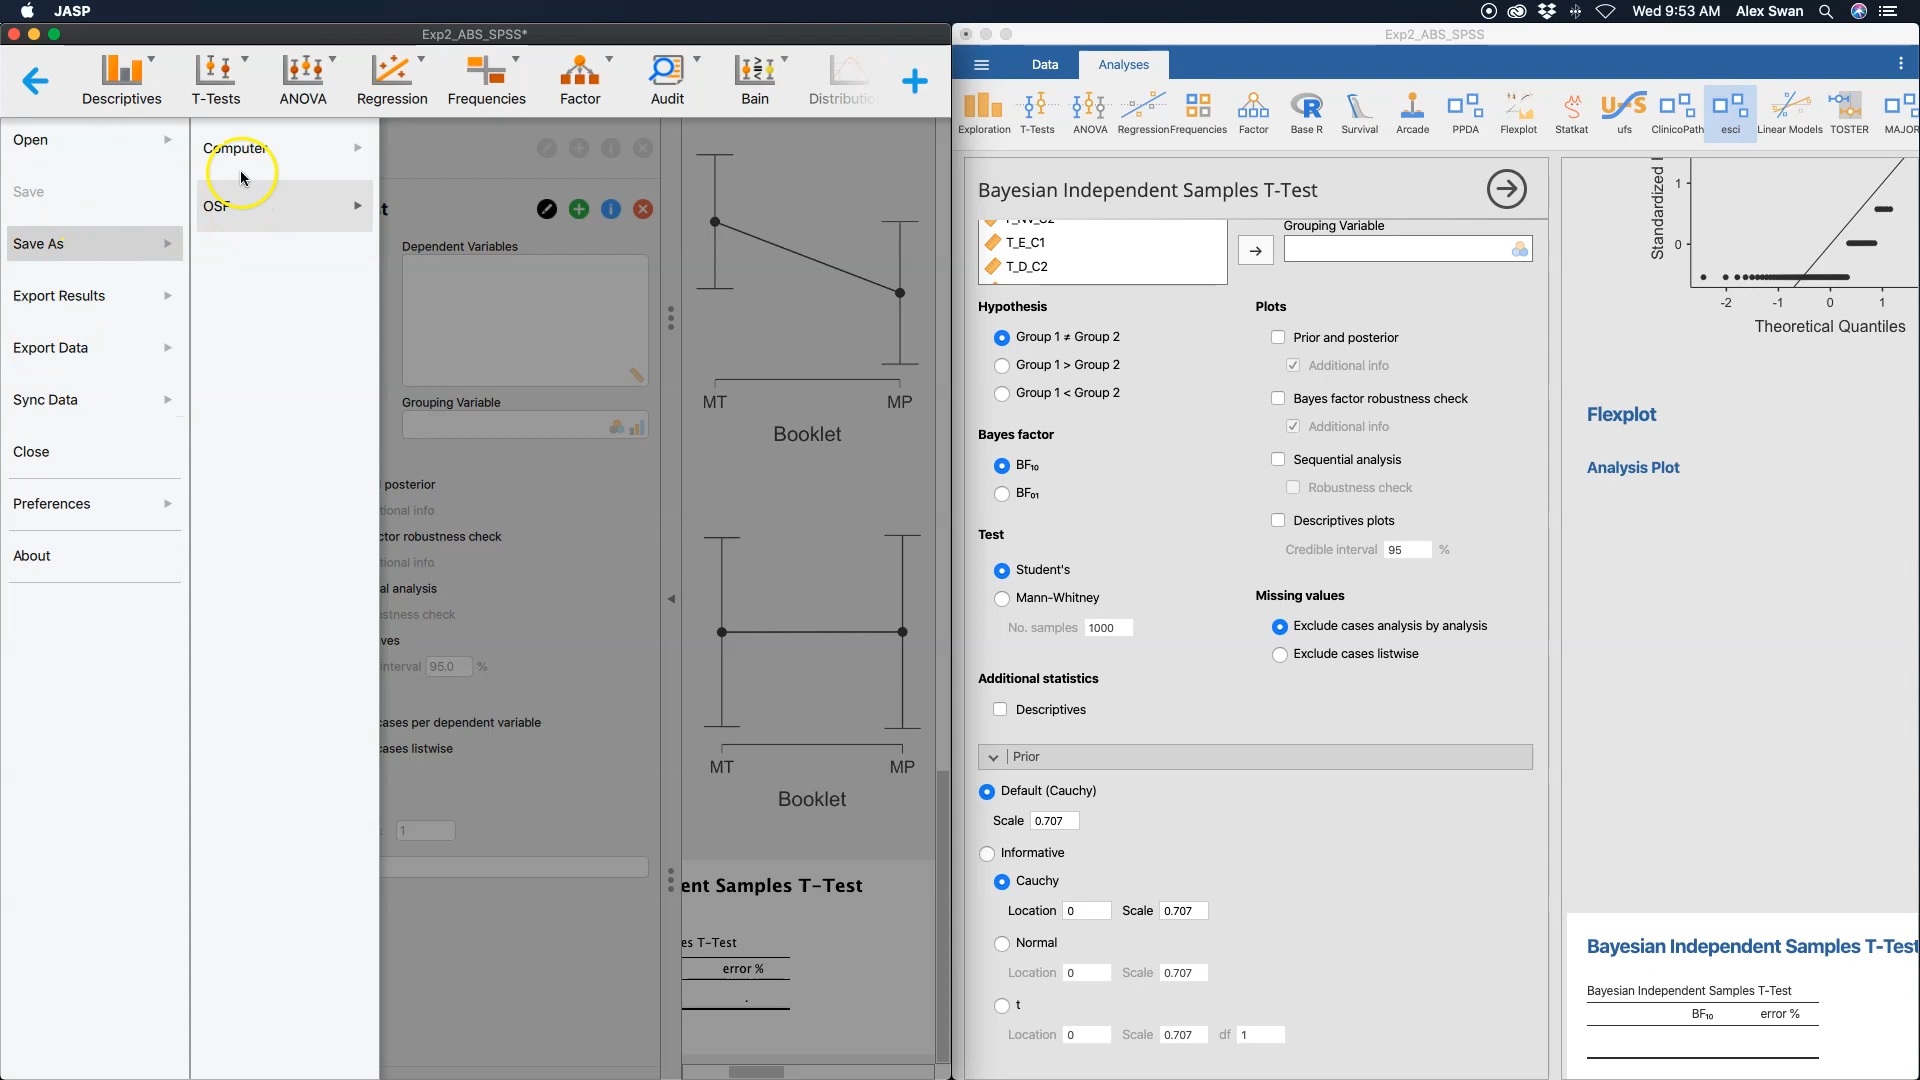 JASP
Wed 9:53 AM Alex Swan
Exp2_ABS_SPSS*
Descriptives
T-Tests
ANOVA
Regression
Frequencies
Factor
Audit
Bain
Open
Save
Save As
Export Results
Export Data
Sync Data
Close
Preferences
About
Computer
OSF
t
Dependent Variables
Grouping Variable
posterior
tional info
ctor robustness check
tional info
al analysis
stness check
ves
interval 95.0 %
cases per dependent variable
cases listwise
1
MT MP
Booklet
MT MP
Booklet
ent Samples T-Test
es T-Test
error %
.
Exp2_ABS_SPSS
Data
Analyses
Exploration
T-Tests
ANOVA
Regression
Frequencies
Factor
Base R
Survival
Arcade
PPDA
Flexplot
Statkat
ufs
ClinicoPath
esci
Linear Models
TOSTER
MAJOR
Bayesian Independent Samples T-Test
T_NV_C2
T_E_C1
T_D_C2
Grouping Variable
Hypothesis
Group 1 ≠ Group 2
Group 1 > Group 2
Group 1 < Group 2
Bayes factor
BF₁₀
BF₀₁
Test
Student's
Mann-Whitney
No. samples 1000
Additional statistics
Descriptives
Plots
Prior and posterior
Additional info
Bayes factor robustness check
Additional info
Sequential analysis
Robustness check
Descriptives plots
Credible interval 95 %
Missing values
Exclude cases analysis by analysis
Exclude cases listwise
Prior
Default (Cauchy)
Scale 0.707
Informative
Cauchy
Location 0 Scale 0.707
Normal
Location 0 Scale 0.707
t
Location 0 Scale 0.707 df 1
Standardized
1
0
-2 -1 0 1
Theoretical Quantiles
Flexplot
Analysis Plot
Bayesian Independent Samples T-Test
Bayesian Independent Samples T-Test
BF₁₀ error %